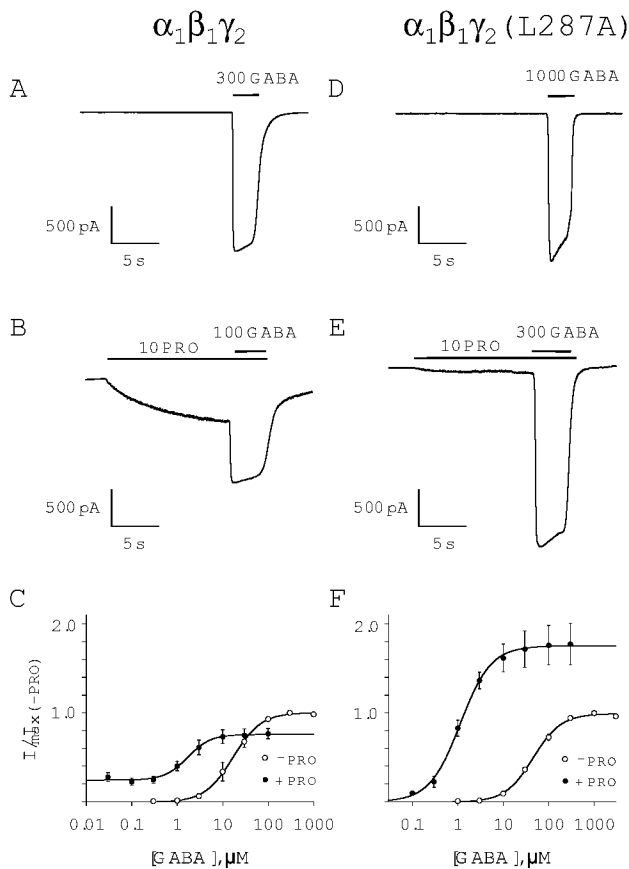 α₁β₁γ₂
α₁β₁γ₂ (L287A)
A
300 GABA
500 pA
5 s
D
1000 GABA
500 pA
5 s
B
100 GABA
10 PRO
500 pA
5 s
E
300 GABA
10 PRO
500 pA
5 s
C
2.0
1.0
I/Imax (-PRO)
-PRO
+PRO
0.01 0.1 1 10 100 1000
[GABA], µM
F
2.0
1.0
-PRO
+PRO
0.1 1 10 100 1000
[GABA], µM